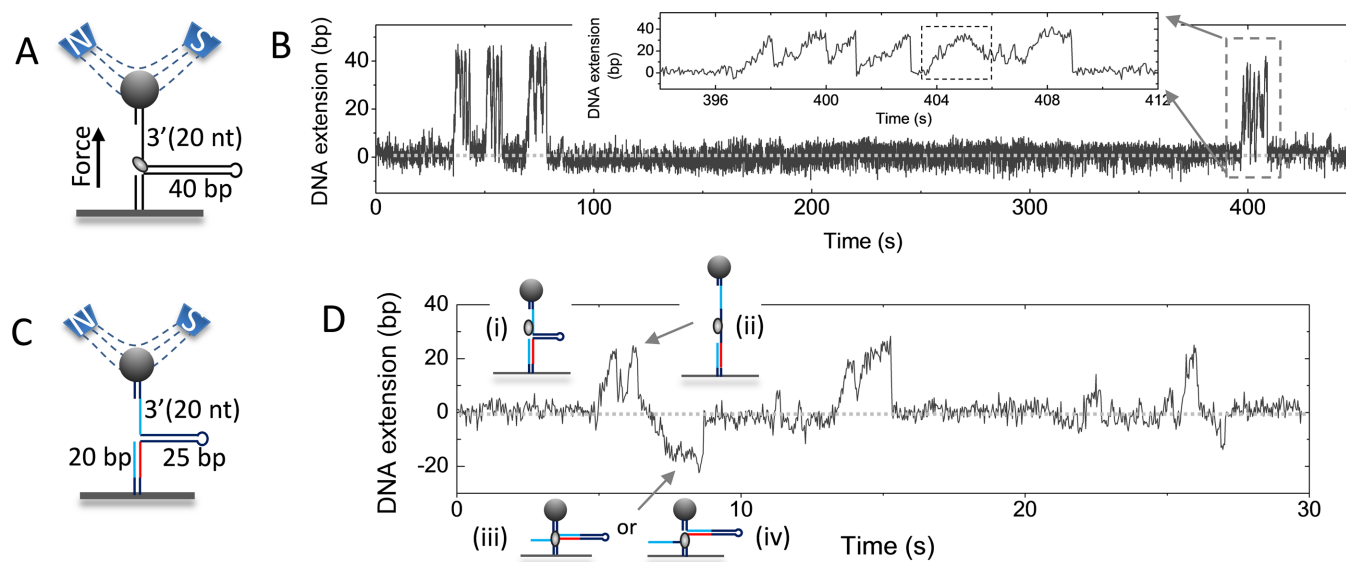 A
N
S
3’(20 nt)
Force
40 bp
B
DNA extension (bp)
40
20
0
0
100
200
300
400
Time (s)
DNA extension
(bp)
40
20
0
396
400
404
408
412
Time (s)
C
N
S
3’(20 nt)
20 bp
25 bp
D
DNA extension (bp)
40
20
0
-20
0
10
20
30
Time (s)
(i)
(ii)
(iii)
or
(iv)